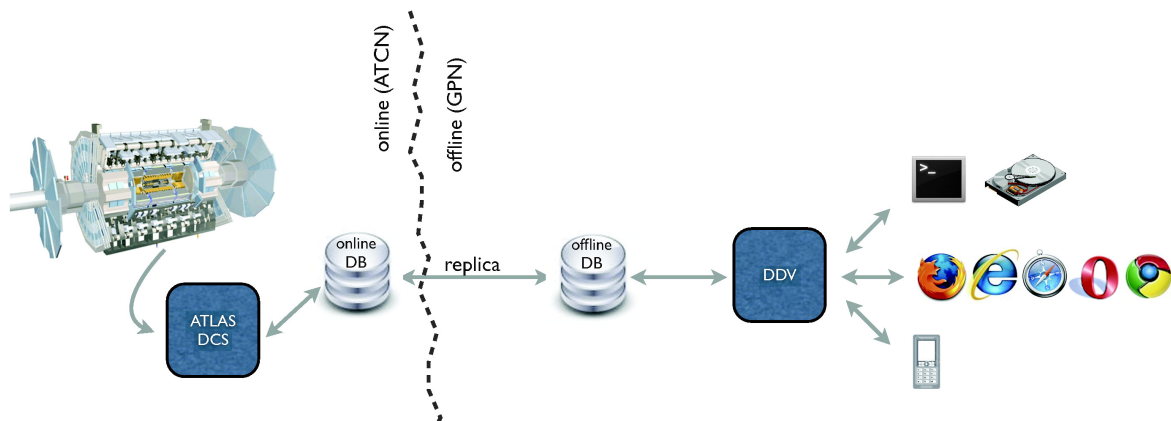 online (ATCN)
offline (GPN)
>_
online
DB
offline
DB
replica
DDV
ATLAS
DCS